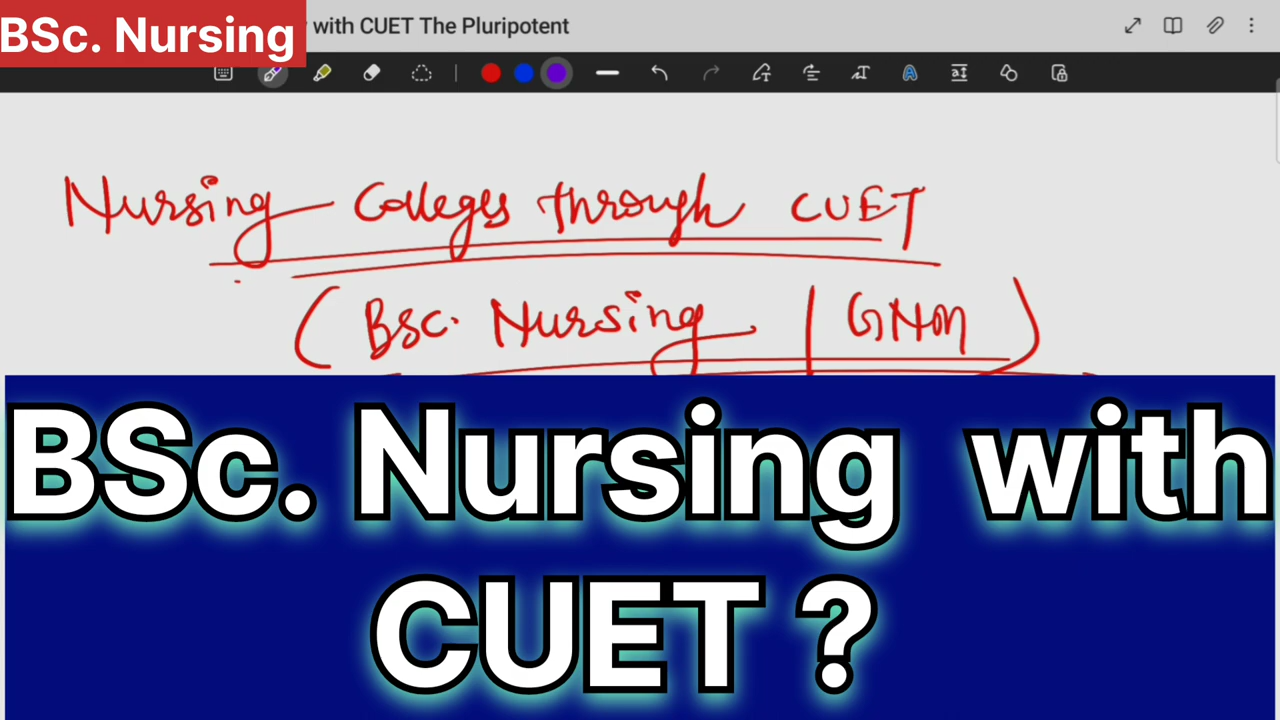 BSc. Nursing
with CUET The Pluripotent
Nursing Colleges through CUET
(BSc. Nursing | GNM)
BSc. Nursing with
CUET ?